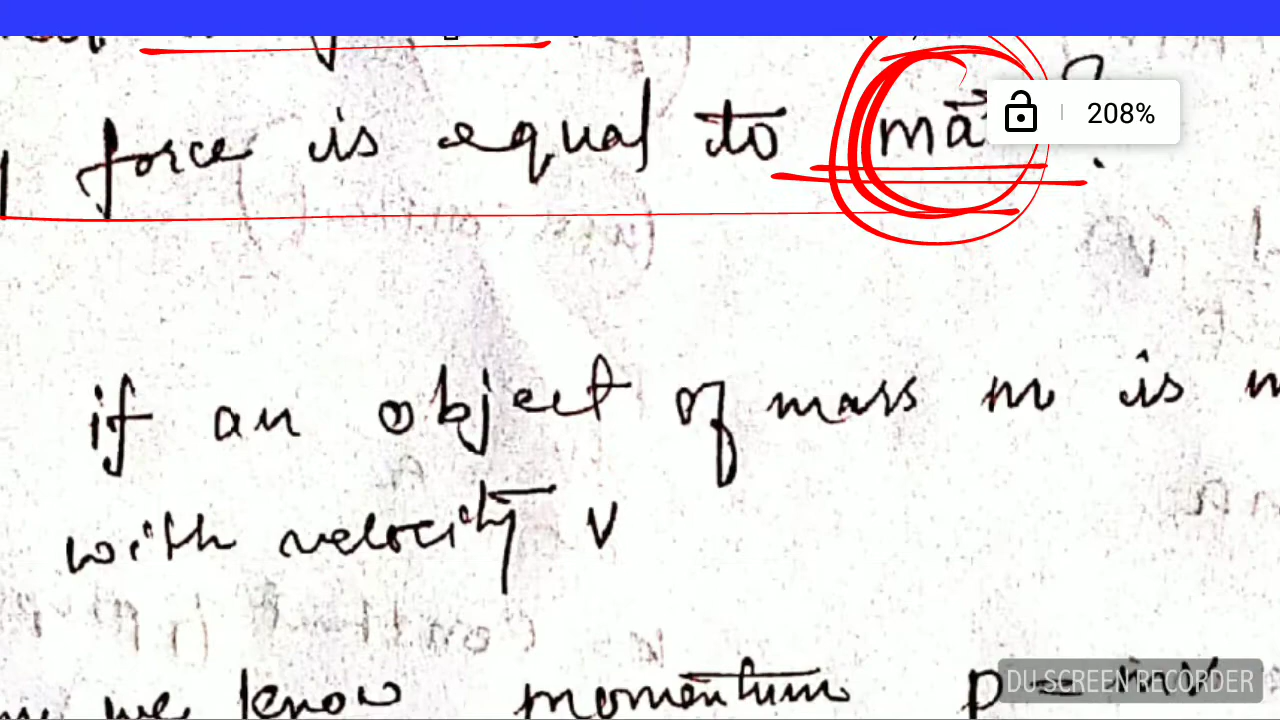 force is equal to ma⃗ ?
208%
if an object of mass m is
with velocity v
we know momentum p = mv
DU SCREEN RECORDER